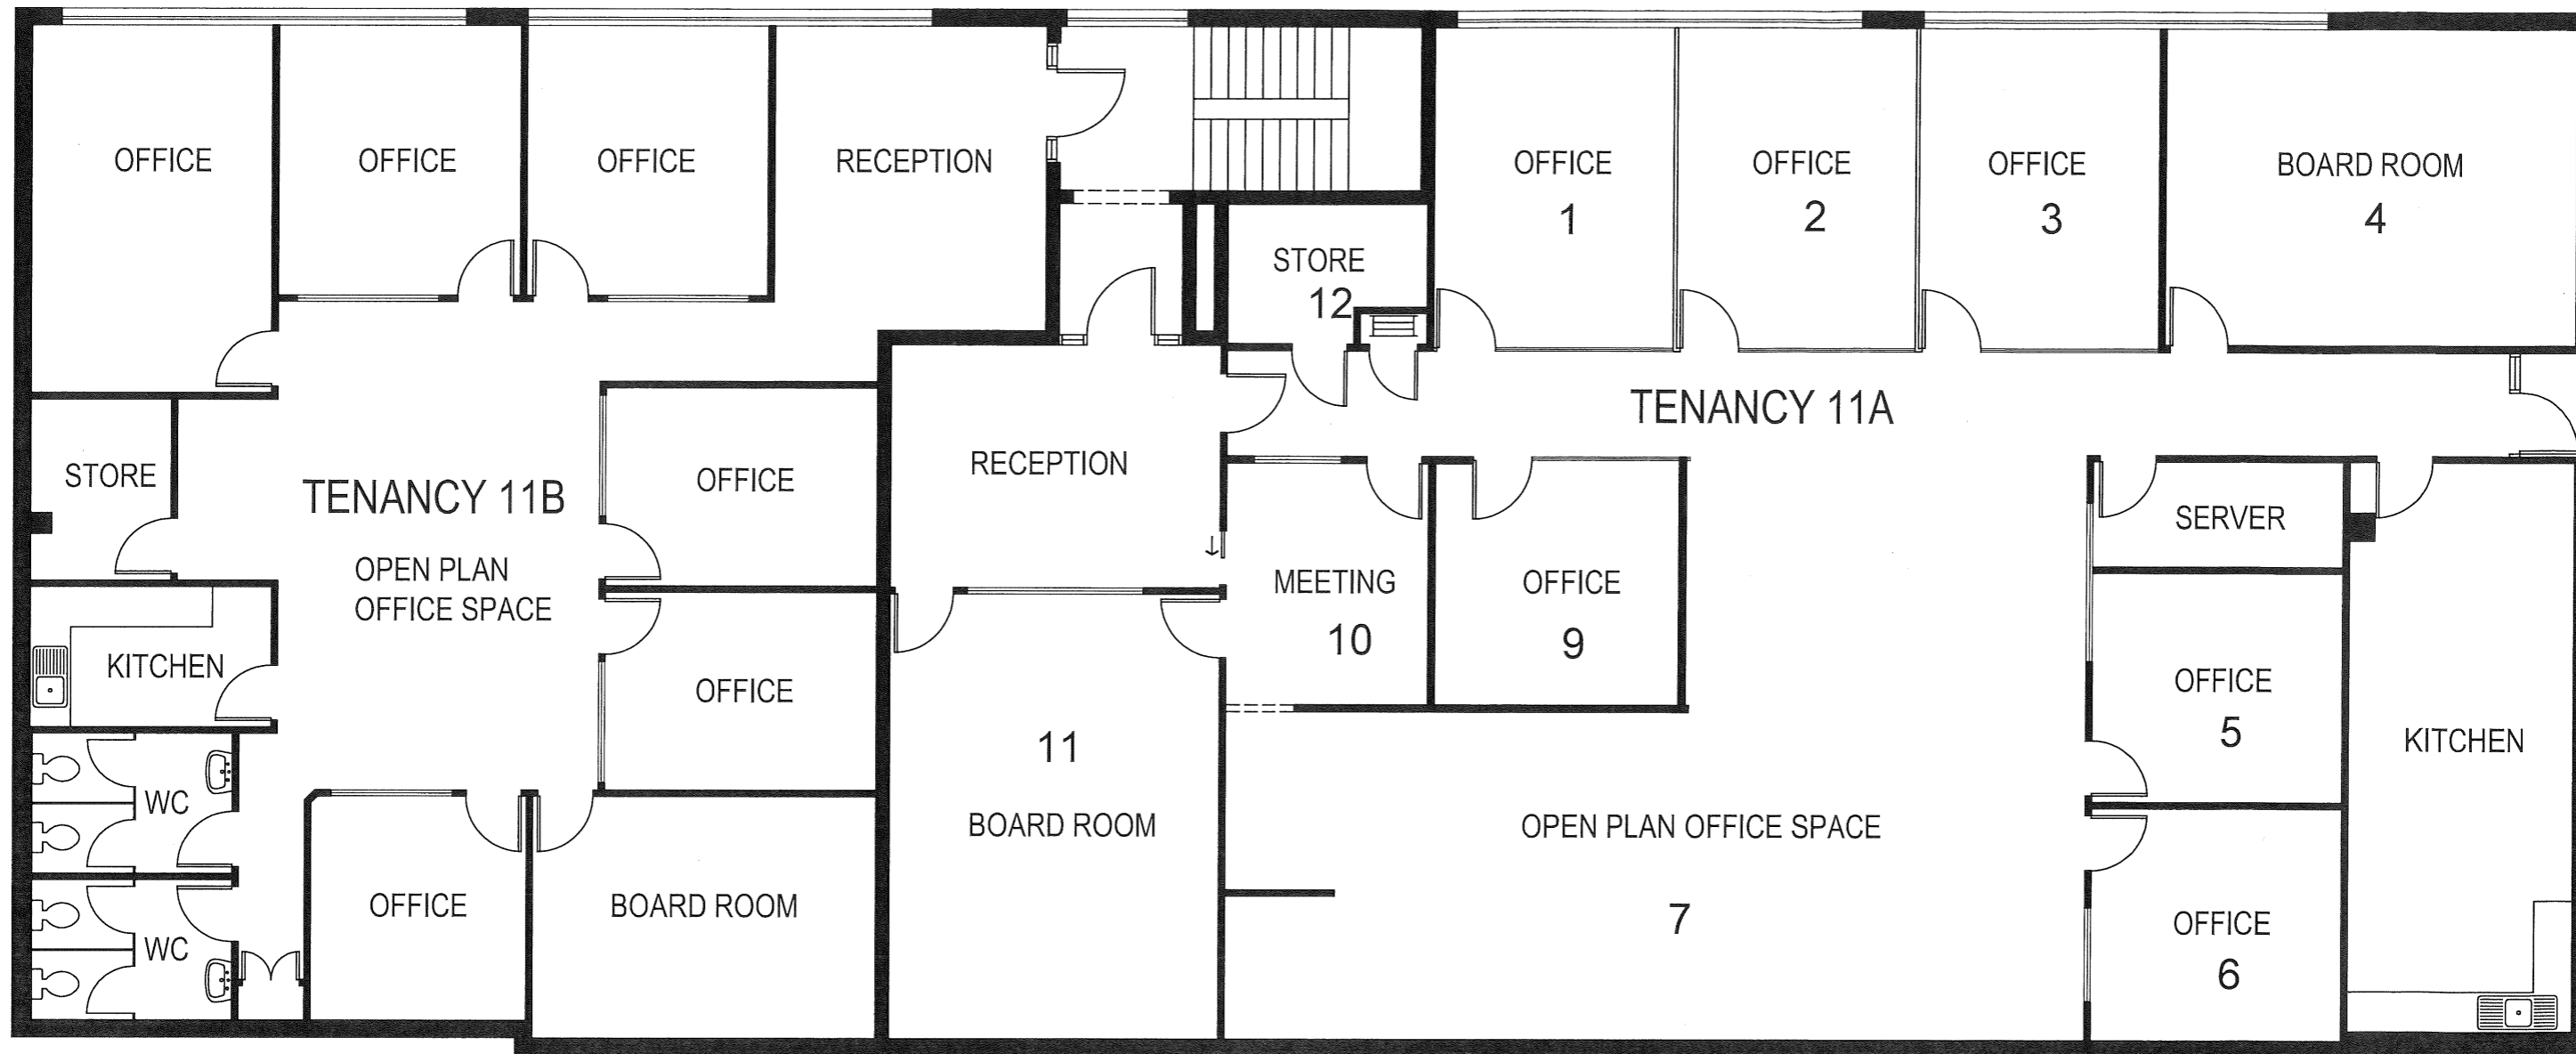 OFFICE
OFFICE
OFFICE
RECEPTION
OFFICE
1
OFFICE
2
OFFICE
3
BOARD ROOM
4
STORE
12
TENANCY 11A
STORE
TENANCY 11B
OPEN PLAN
OFFICE SPACE
OFFICE
RECEPTION
MEETING
10
OFFICE
9
SERVER
KITCHEN
OFFICE
OFFICE
5
KITCHEN
11
BOARD ROOM
OPEN PLAN OFFICE SPACE
7
WC
WC
OFFICE
BOARD ROOM
OFFICE
6